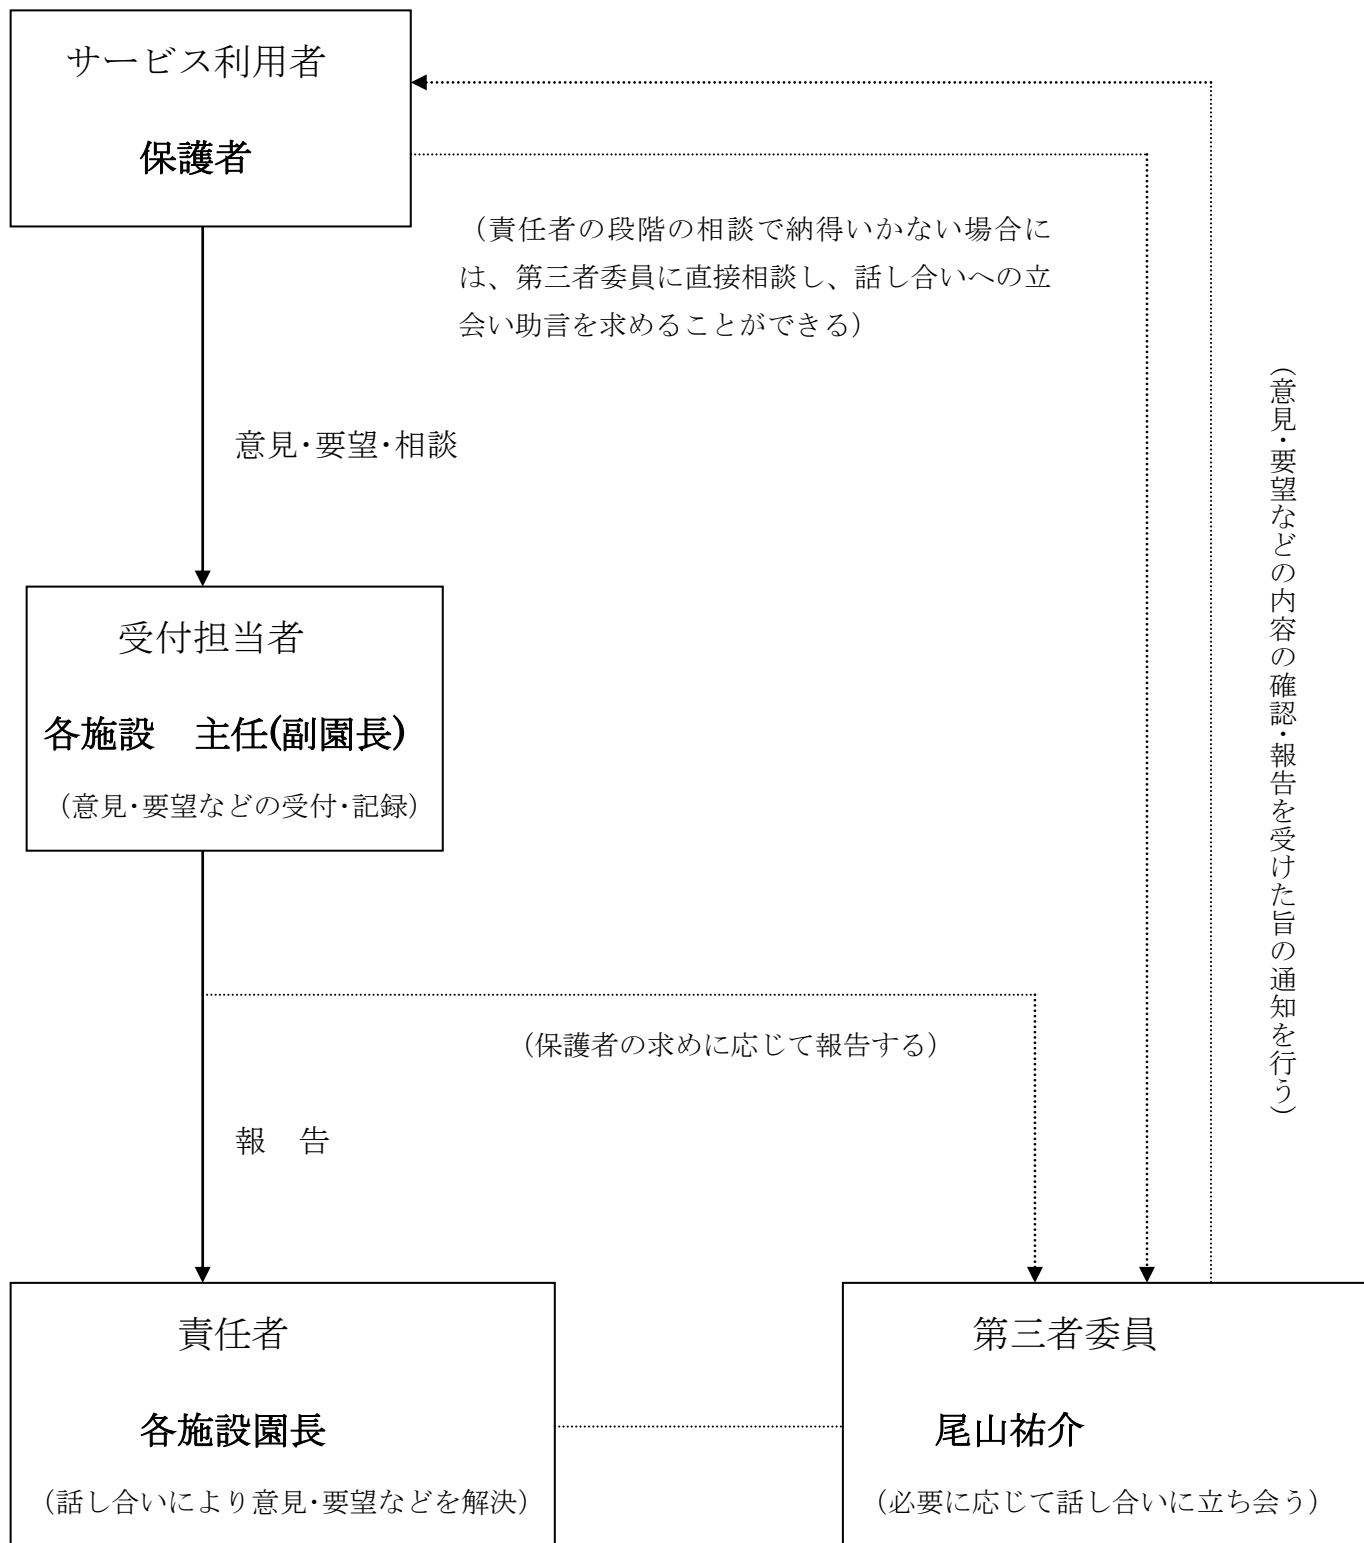 サービス利用者
保護者
（責任者の段階の相談で納得いかない場合に
は、第三者委員に直接相談し、話し合いへの立
会い助言を求めることができる）
意見・要望・相談
（意見・要望などの内容の確認・報告を受けた旨の通知を行う）
受付担当者
各施設　主任(副園長)
（意見・要望などの受付・記録）
（保護者の求めに応じて報告する）
報　告
責任者
各施設園長
（話し合いにより意見・要望などを解決）
第三者委員
尾山祐介
（必要に応じて話し合いに立ち会う）